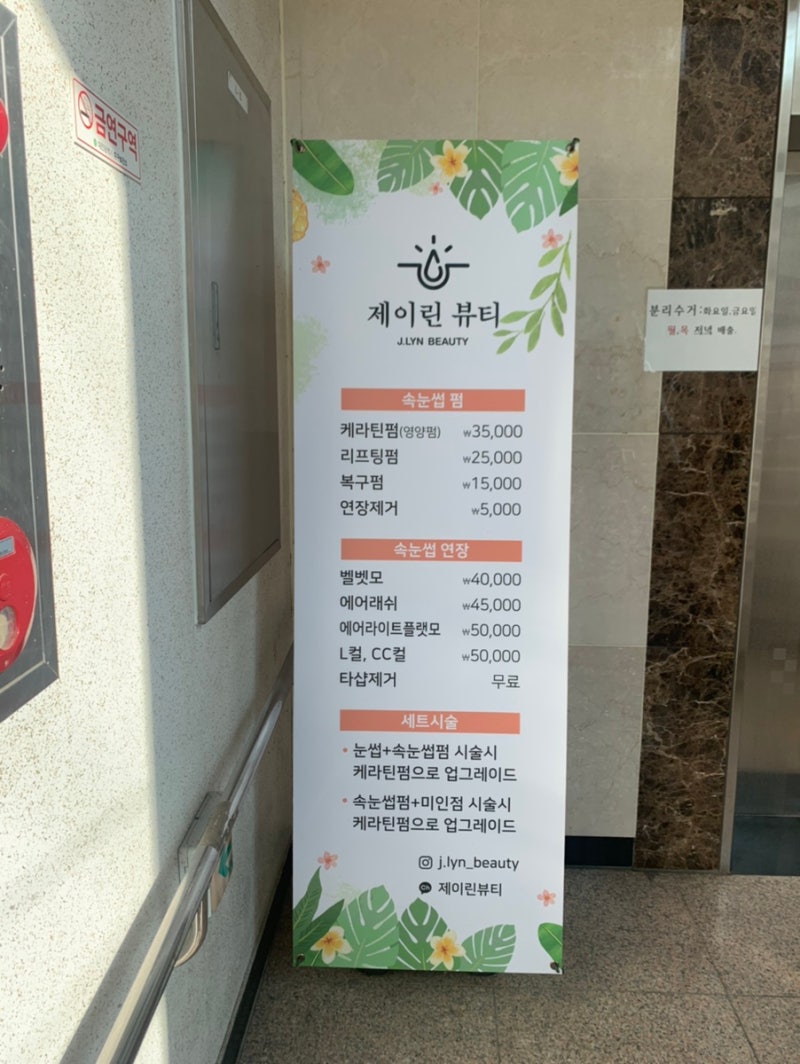 금연구역
제이린 뷰티
J.LYN BEAUTY
속눈썹 펌
케라틴펌(영양펌) ₩35,000
리프팅펌 ₩25,000
복구펌 ₩15,000
연장제거 ₩5,000
속눈썹 연장
벨벳모 ₩40,000
에어래쉬 ₩45,000
에어라이트플랫모 ₩50,000
L컬, CC컬 ₩50,000
타샵제거 무료
세트시술
• 눈썹+속눈썹펌 시술시
케라틴펌으로 업그레이드
• 속눈썹펌+미인점 시술시
케라틴펌으로 업그레이드
j.lyn_beauty
제이린뷰티
분리수거:화요일,금요일
월,목 저녁 배출.